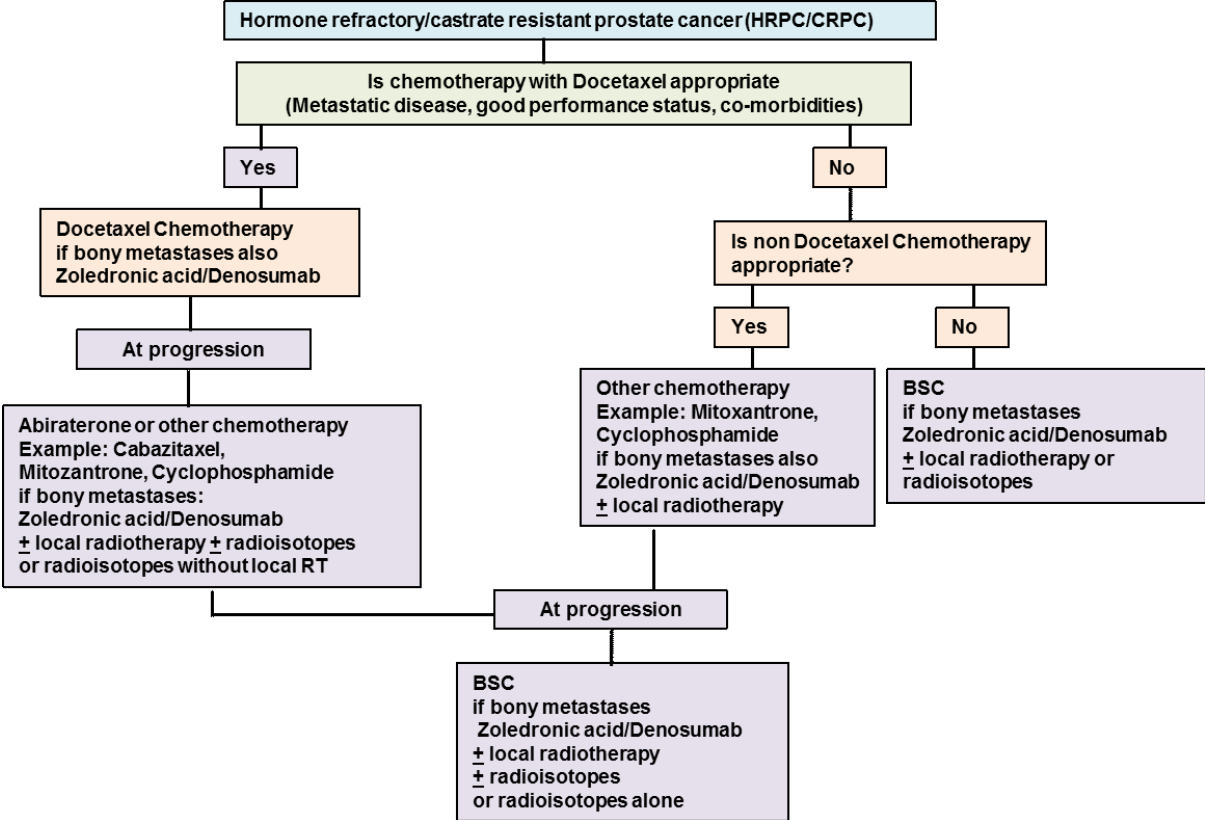 Hormone refractory/castrate resistant prostate cancer (HRPC/CRPC)
Is chemotherapy with Docetaxel appropriate
(Metastatic disease, good performance status, co-morbidities)
Yes
No
Docetaxel Chemotherapy
if bony metastases also
Zoledronic acid/Denosumab
Is non Docetaxel Chemotherapy
appropriate?
At progression
Yes
No
Abiraterone or other chemotherapy
Example: Cabazitaxel,
Mitozantrone, Cyclophosphamide
if bony metastases:
Zoledronic acid/Denosumab
± local radiotherapy ± radioisotopes
or radioisotopes without local RT
Other chemotherapy
Example: Mitoxantrone,
Cyclophosphamide
if bony metastases also
Zoledronic acid/Denosumab
± local radiotherapy
BSC
if bony metastases
Zoledronic acid/Denosumab
± local radiotherapy or
radioisotopes
At progression
BSC
if bony metastases
Zoledronic acid/Denosumab
± local radiotherapy
± radioisotopes
or radioisotopes alone